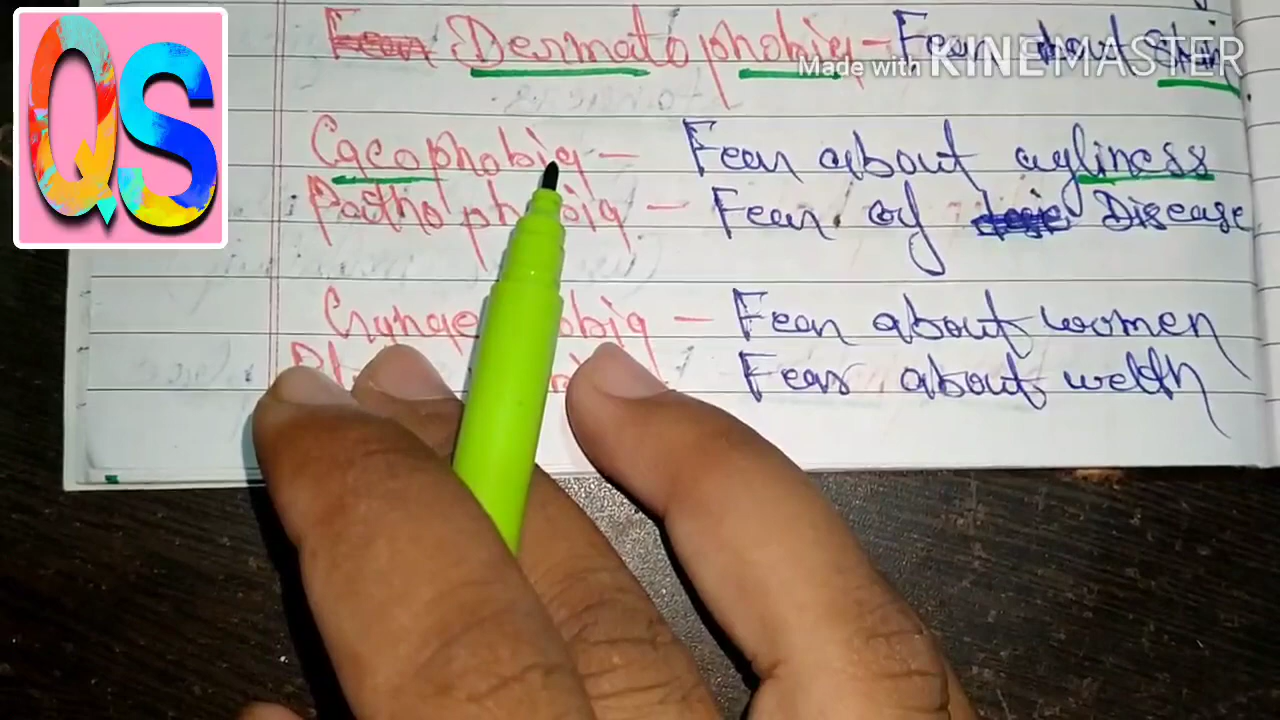 QS
Dermatophobia - Fear about Skin
Made with KINEMASTER
Cacophobia - Fear about ugliness
Pathophobia - Fear of Disease
Fear about women
Fear about welth